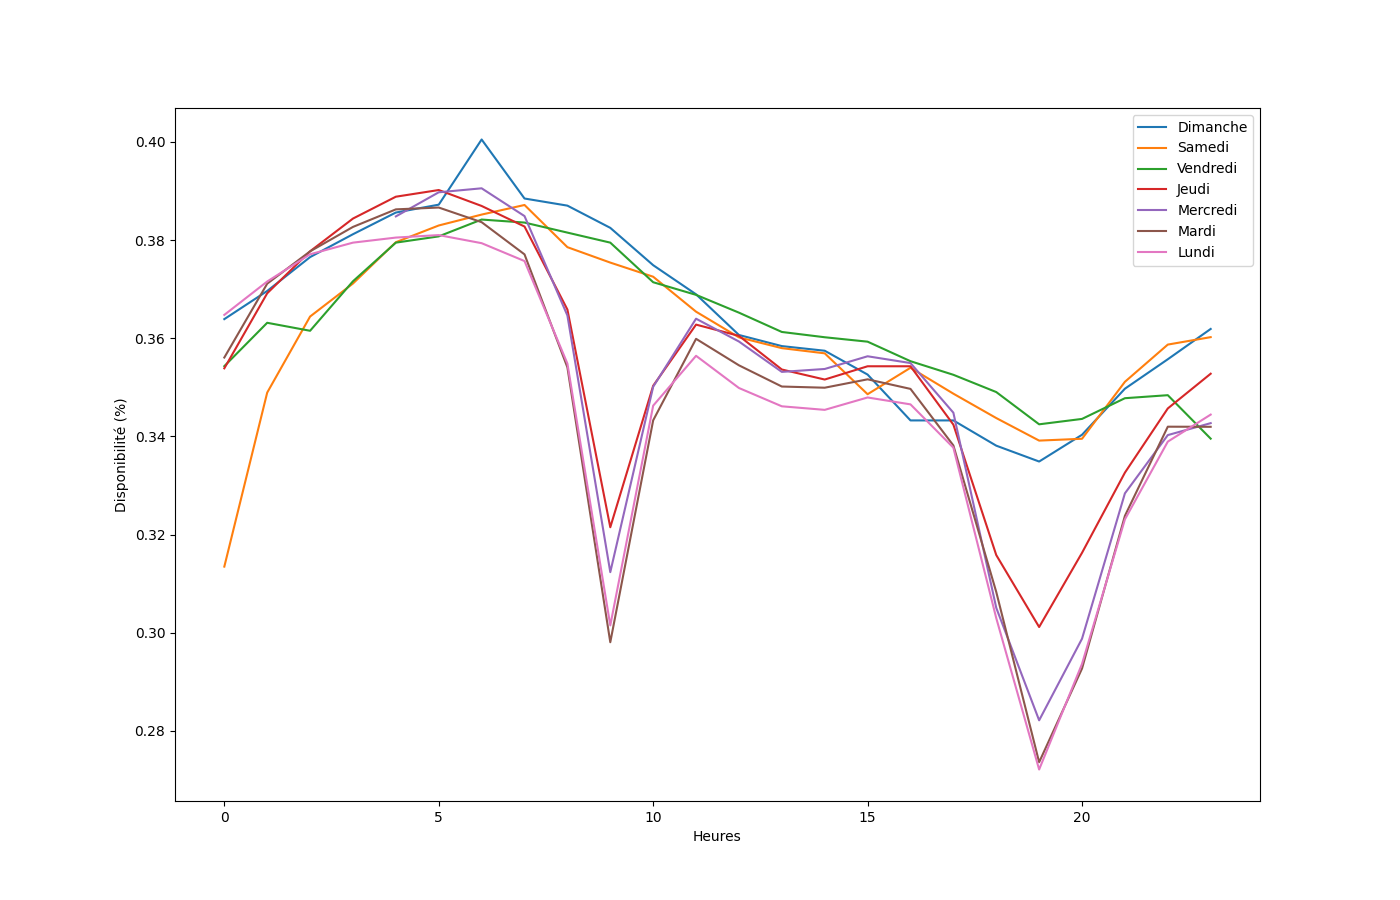 0.40
0.38
0.36
0.34
0.32
0.30
0.28
Disponibilité (%)
0 5 10 15 20
Heures
Dimanche
Samedi
Vendredi
Jeudi
Mercredi
Mardi
Lundi